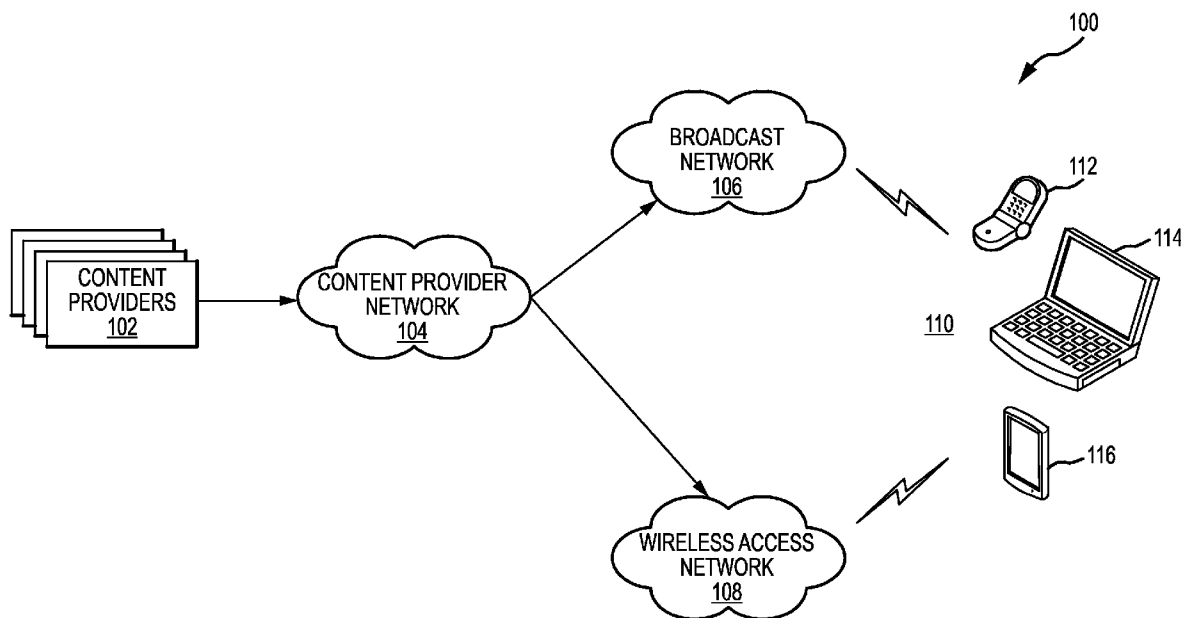 100
BROADCAST
NETWORK
106
112
114
CONTENT
PROVIDERS
102
CONTENT PROVIDER
NETWORK
104
110
116
WIRELESS ACCESS
NETWORK
108